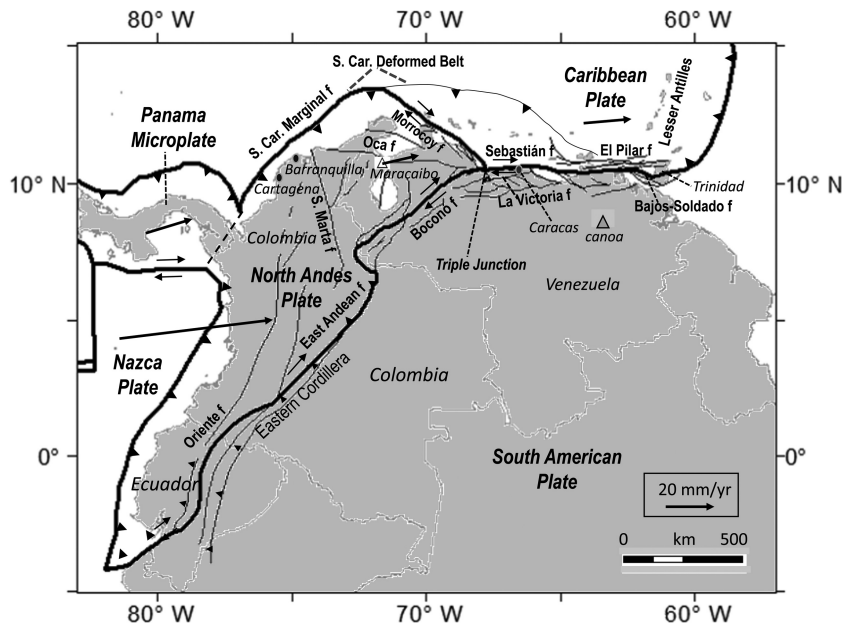 80° W
70° W
60° W
S. Car. Deformed Belt
Caribbean
Plate
Lesser Antilles
Panama
Microplate
S. Car. Marginal f
Morrocoy f
Oca f
Sebastián f
El Pilar f
Barranquilla
Maracaibo
10° N
10° N
Cartagena
La Victoria f
Trinidad
Bajos-Soldado f
S. Marta f
Boconó f
Caracas
canoa
Colombia
Triple Junction
North Andes
Plate
Venezuela
East Andean f
Nazca
Plate
Eastern Cordillera
Colombia
Oriente f
0°
South American
Plate
0°
Ecuador
20 mm/yr
0 km 500
80° W
70° W
60° W